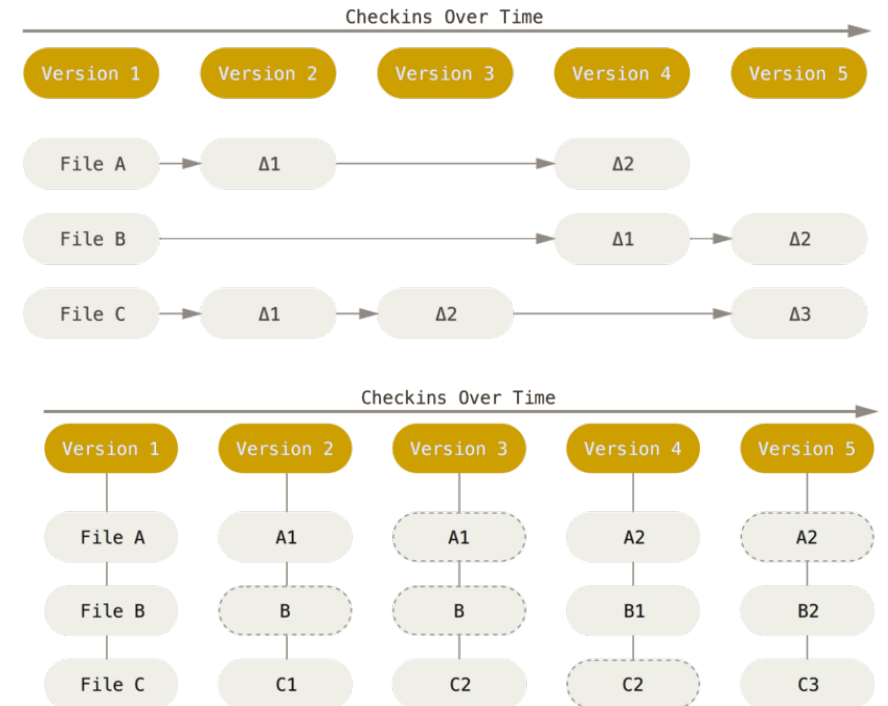 Checkins Over Time
Version 1 Version 2 Version 3 Version 4 Version 5
File A Δ1 Δ2
File B Δ1 Δ2
File C Δ1 Δ2 Δ3
Checkins Over Time
Version 1 Version 2 Version 3 Version 4 Version 5
File A A1 A1 A2 A2
File B B B B1 B2
File C C1 C2 C2 C3